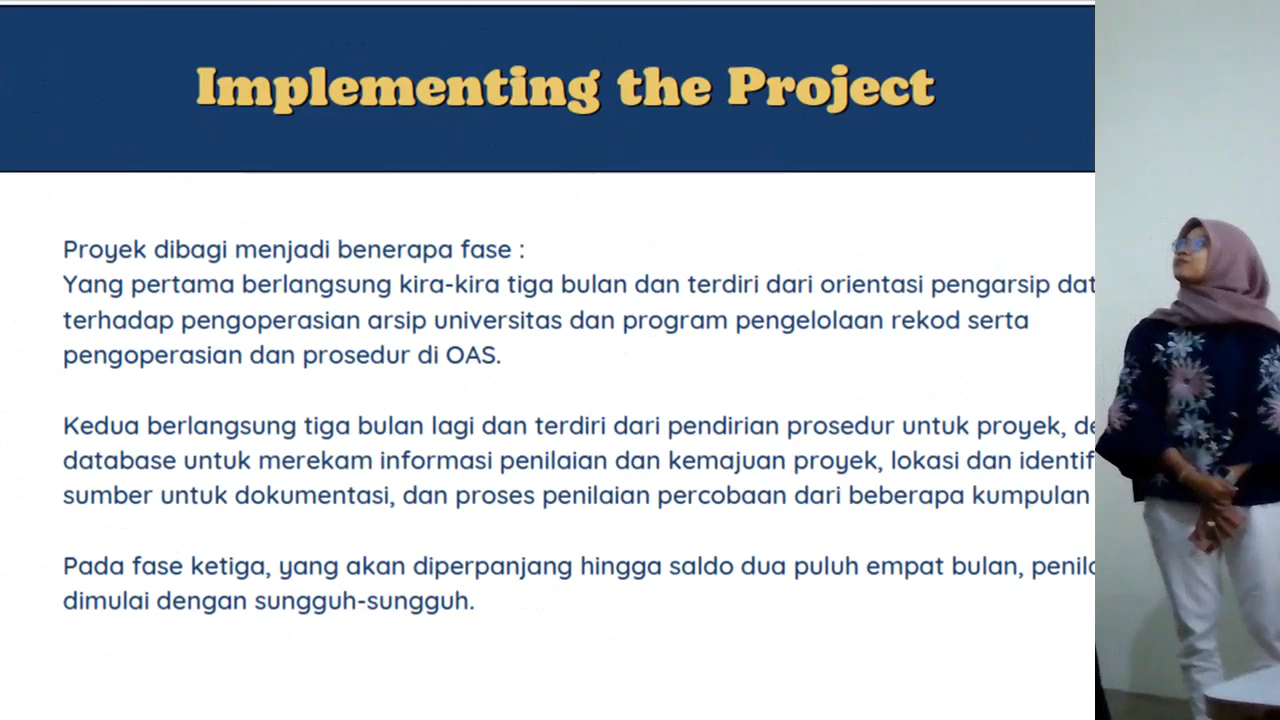 Implementing the Project
Proyek dibagi menjadi benerapa fase :
Yang pertama berlangsung kira-kira tiga bulan dan terdiri dari orientasi pengarsip
terhadap pengoperasian arsip universitas dan program pengelolaan rekod serta
pengoperasian dan prosedur di OAS.
Kedua berlangsung tiga bulan lagi dan terdiri dari pendirian prosedur untuk proyek,
database untuk merekam informasi penilaian dan kemajuan proyek, lokasi dan
sumber untuk dokumentasi, dan proses penilaian percobaan dari beberapa kumpulan
Pada fase ketiga, yang akan diperpanjang hingga saldo dua puluh empat bulan,
dimulai dengan sungguh-sungguh.